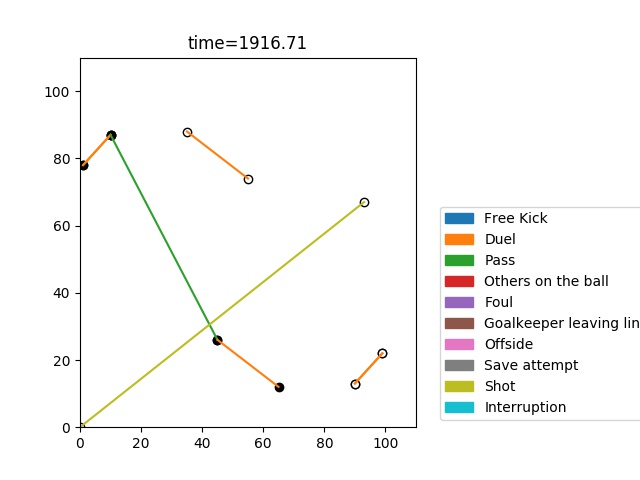 time=1916.71
100
80
60
40
20
0
0 20 40 60 80 100
Free Kick
Duel
Pass
Others on the ball
Foul
Goalkeeper leaving lin
Offside
Save attempt
Shot
Interruption